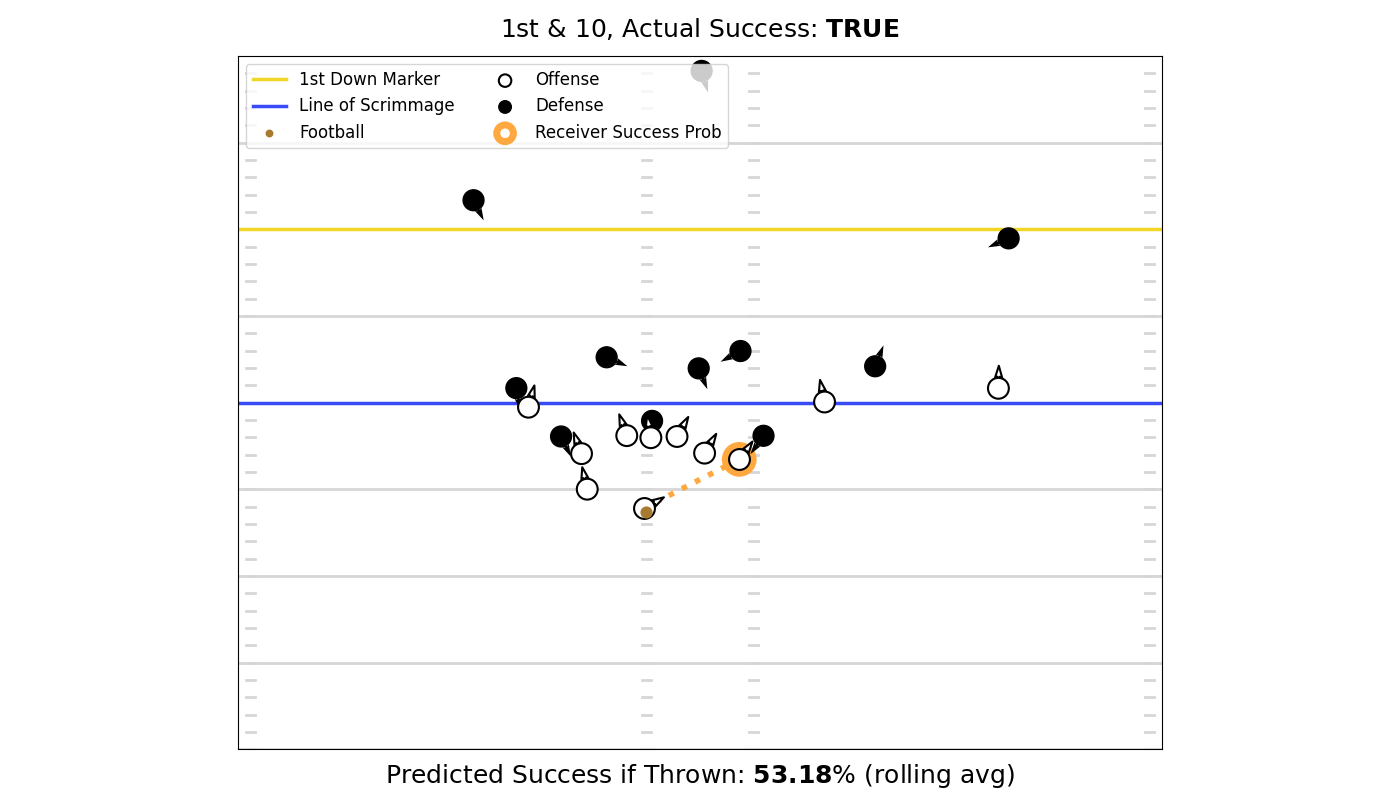 1st & 10, Actual Success: TRUE
1st Down Marker
Line of Scrimmage
Football
Offense
Defense
Receiver Success Prob
Predicted Success if Thrown: 53.18% (rolling avg)